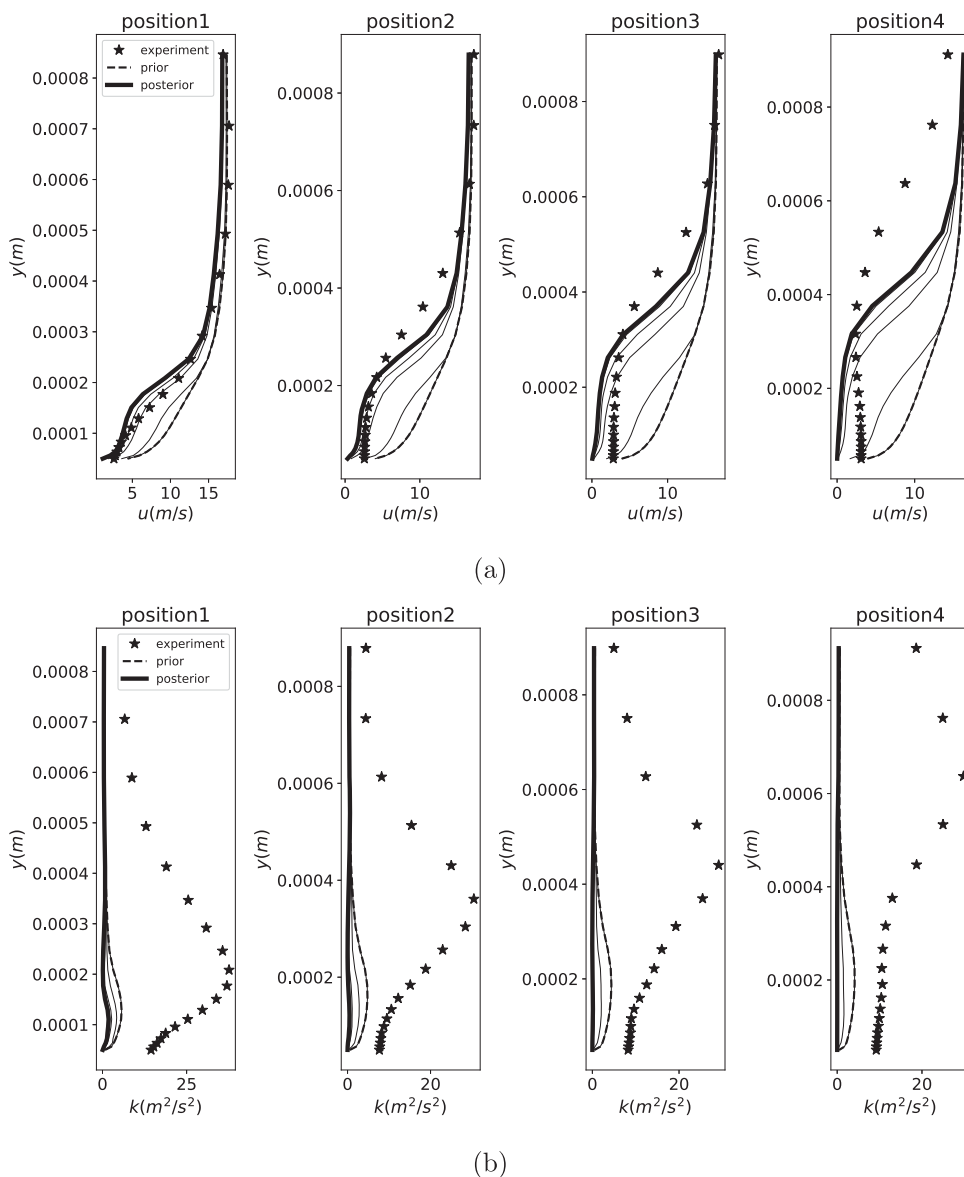 position1
position2
position3
position4
experiment
prior
posterior
0.0008
0.0007
0.0006
0.0005
0.0004
0.0003
0.0002
0.0001
y(m)
5 10 15
u(m/s)
0.0008
0.0006
0.0004
0.0002
y(m)
0 10
u(m/s)
0.0008
0.0006
0.0004
0.0002
y(m)
0 10
u(m/s)
0.0008
0.0006
0.0004
0.0002
y(m)
0 10
u(m/s)
(a)
position1
position2
position3
position4
experiment
prior
posterior
0.0008
0.0007
0.0006
0.0005
0.0004
0.0003
0.0002
0.0001
y(m)
0 25
k(m²/s²)
0.0008
0.0006
0.0004
0.0002
y(m)
0 20
k(m²/s²)
0.0008
0.0006
0.0004
0.0002
y(m)
0 20
k(m²/s²)
0.0008
0.0006
0.0004
0.0002
y(m)
0 20
k(m²/s²)
(b)